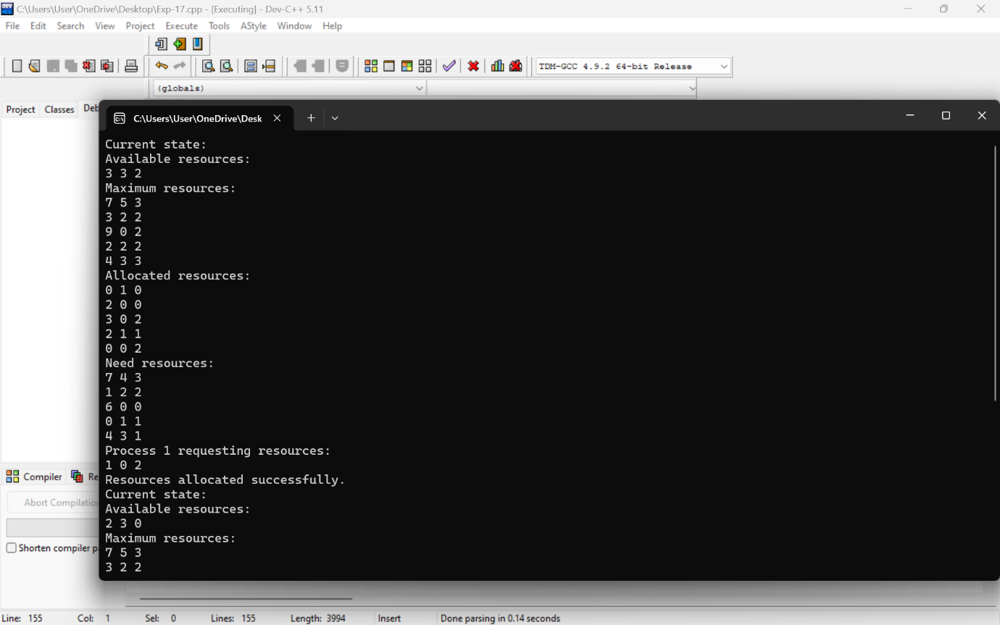 C:\Users\User\OneDrive\Desktop\Exp-17.cpp - [Executing] - Dev-C++ 5.11
File Edit Search View Project Execute Tools AStyle Window Help
TDM-GCC 4.9.2 64-bit Release
(globals)
Project Classes
C:\Users\User\OneDrive\Desk
Current state:
Available resources:
3 3 2
Maximum resources:
7 5 3
3 2 2
9 0 2
2 2 2
4 3 3
Allocated resources:
0 1 0
2 0 0
3 0 2
2 1 1
0 0 2
Need resources:
7 4 3
1 2 2
6 0 0
0 1 1
4 3 1
Process 1 requesting resources:
1 0 2
Resources allocated successfully.
Current state:
Available resources:
2 3 0
Maximum resources:
7 5 3
3 2 2
Compiler
Abort Compilation
Shorten compiler
Line: 155 Col: 1 Sel: 0 Lines: 155 Length: 3994 Insert Done parsing in 0.14 seconds